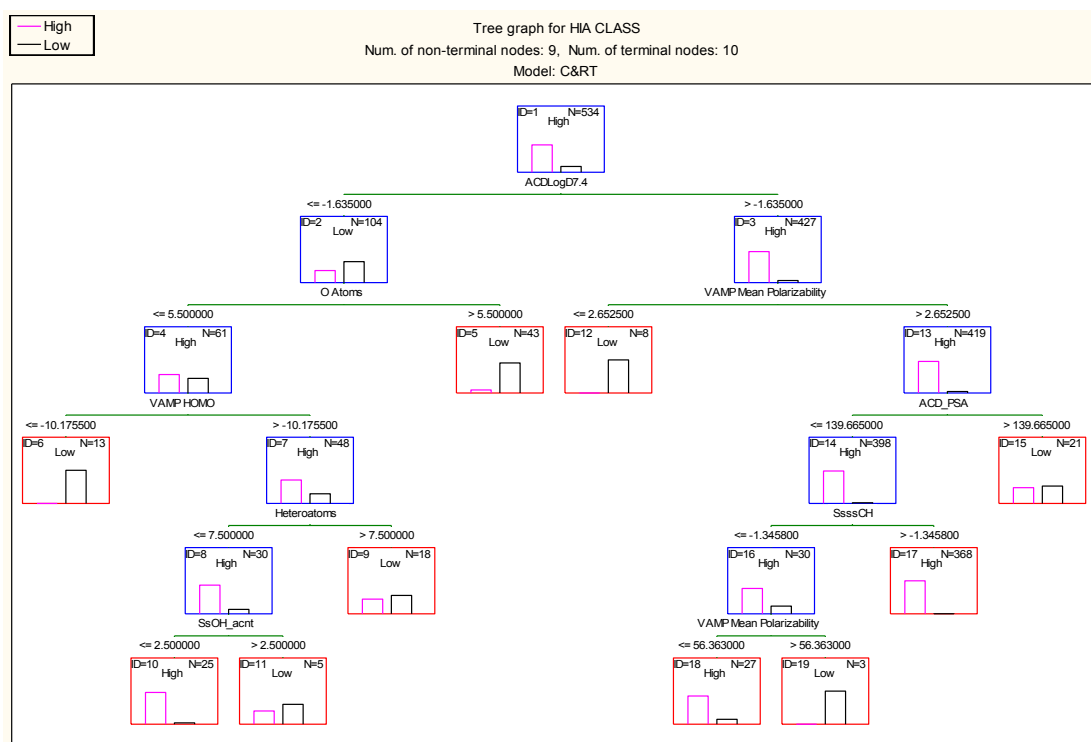 High
Low
Tree graph for HIA CLASS
Num. of non-terminal nodes: 9, Num. of terminal nodes: 10
Model: C&RT
ID=1 N=534
High
ACDLogD7.4
<= -1.635000 > -1.635000
ID=2 N=104 ID=3 N=427
Low High
O Atoms VAMP Mean Polarizability
<= 5.500000 > 5.500000 <= 2.652500 > 2.652500
ID=4 N=61 ID=5 N=43 ID=12 N=8 ID=13 N=419
High Low Low High
VAMP HOMO ACD_PSA
<= -10.175500 > -10.175500 <= 139.665000 > 139.665000
ID=6 N=13 ID=7 N=48 ID=14 N=398 ID=15 N=21
Low High High Low
Heteroatoms SsssCH
<= 7.500000 > 7.500000 <= -1.345800 > -1.345800
ID=8 N=30 ID=9 N=18 ID=16 N=30 ID=17 N=368
High Low High High
SsOH_acnt VAMP Mean Polarizability
<= 2.500000 > 2.500000 <= 56.363000 > 56.363000
ID=10 N=25 ID=11 N=5 ID=18 N=27 ID=19 N=3
High Low High Low